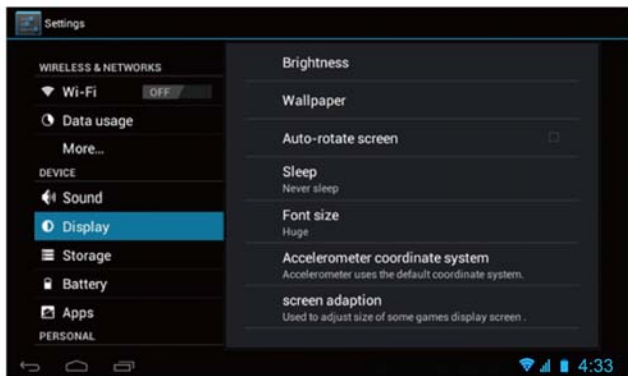 Settings
WIRELESS & NETWORKS
Wi-Fi OFF
Data usage
More...
DEVICE
Sound
Display
Storage
Battery
Apps
PERSONAL
Brightness
Wallpaper
Auto-rotate screen
Sleep
Never sleep
Font size
Huge
Accelerometer coordinate system
Accelerometer uses the default coordinate system.
screen adaption
Used to adjust size of some games display screen .
4:33